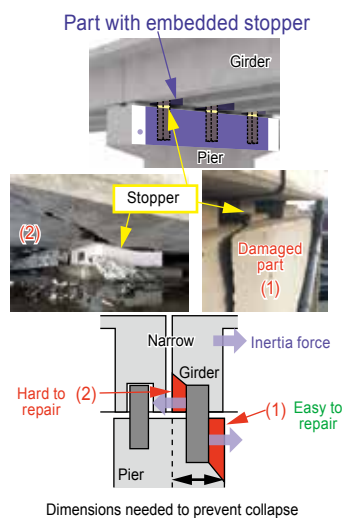 Part with embedded stopper
Girder
Pier
Stopper
(2)
Damaged
part
(1)
Narrow
Inertia force
Girder
Hard to
repair
(2)
(1)
Easy to
repair
Pier
Dimensions needed to prevent collapse